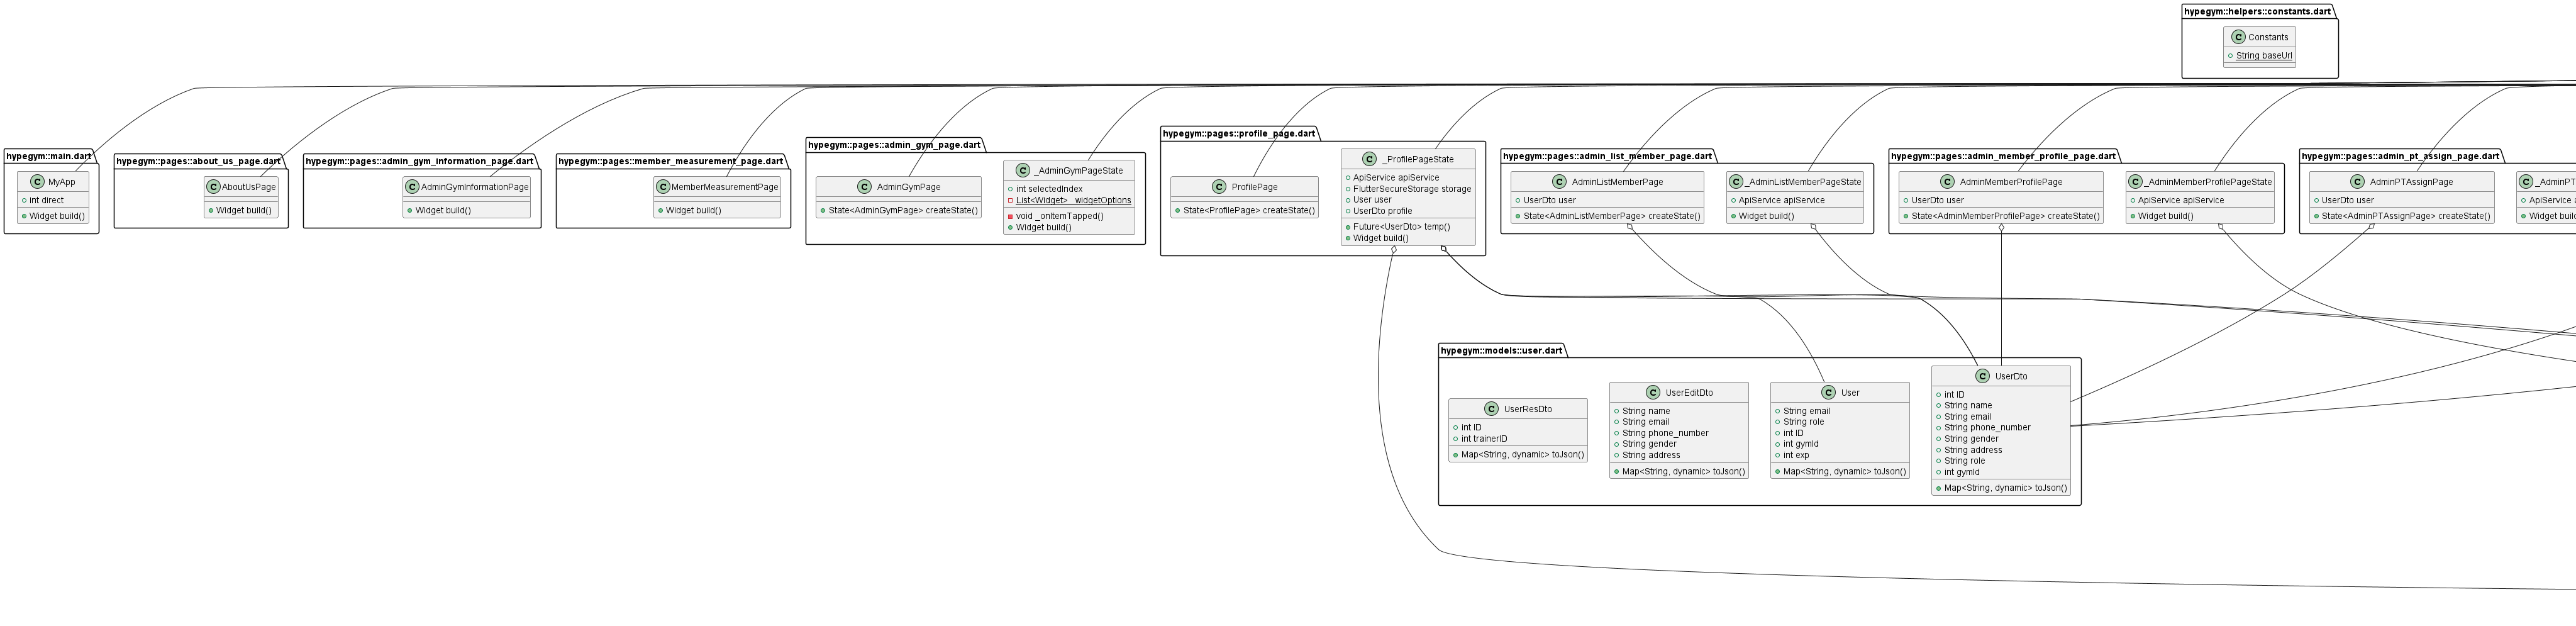 hypegym::helpers::constants.dart
Constants
String baseUrl
hypegym::main.dart
MyApp
int direct
Widget build()
hypegym::pages::about_us_page.dart
AboutUsPage
Widget build()
hypegym::pages::admin_gym_information_page.dart
AdminGymInformationPage
Widget build()
hypegym::pages::member_measurement_page.dart
MemberMeasurementPage
Widget build()
hypegym::pages::admin_gym_page.dart
AdminGymPage
State<AdminGymPage> createState()
_AdminGymPageState
int selectedIndex
List<Widget> _widgetOptions
void _onItemTapped()
Widget build()
hypegym::pages::profile_page.dart
ProfilePage
State<ProfilePage> createState()
_ProfilePageState
ApiService apiService
FlutterSecureStorage storage
User user
UserDto profile
Future<UserDto> temp()
Widget build()
hypegym::pages::admin_list_member_page.dart
AdminListMemberPage
UserDto user
State<AdminListMemberPage> createState()
_AdminListMemberPageState
ApiService apiService
Widget build()
hypegym::pages::admin_member_profile_page.dart
AdminMemberProfilePage
UserDto user
State<AdminMemberProfilePage> createState()
_AdminMemberProfilePageState
ApiService apiService
Widget build()
hypegym::pages::admin_pt_assign_page.dart
AdminPTAssignPage
UserDto user
State<AdminPTAssignPage> createState()
_AdminPT
ApiService
Widget
hypegym::models::user.dart
UserResDto
int ID
int trainerID
Map<String, dynamic> toJson()
UserEditDto
String name
String email
String phone_number
String gender
String address
Map<String, dynamic> toJson()
User
String email
String role
int ID
int gymId
int exp
Map<String, dynamic> toJson()
UserDto
int ID
String name
String email
String phone_number
String gender
String address
String role
int gymId
Map<String, dynamic> toJson()